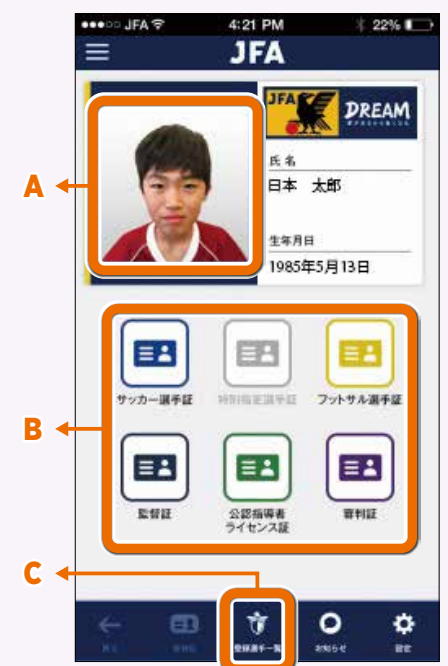 JFA 4:21 PM 22%
JFA
JFA DREAM
氏名
日本 太郎
生年月日
1985年5月13日
A
サッカー選手証
特別指定選手証
フットサル選手証
B
監督証
公認指導者
ライセンス証
審判証
C
登録選手一覧
お知らせ
設定